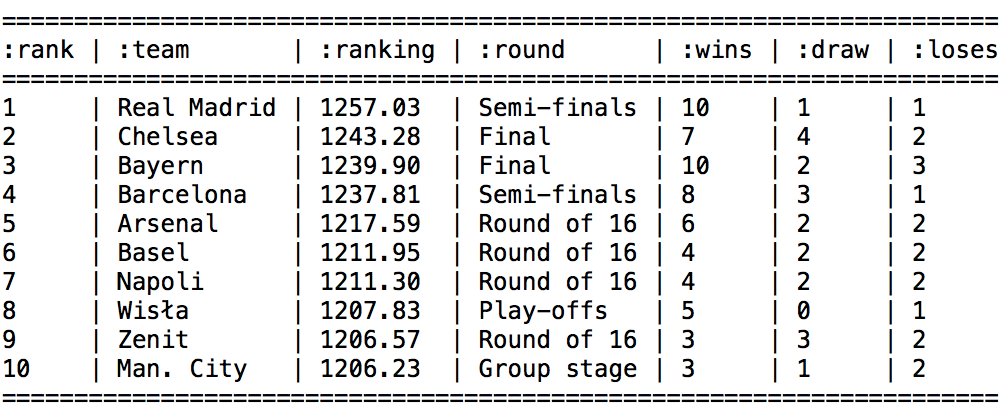 =====================================================================
:rank | :team       | :ranking | :round       | :wins | :draw | :loses
=====================================================================
1     | Real Madrid | 1257.03  | Semi-finals  | 10    | 1     | 1
2     | Chelsea     | 1243.28  | Final        | 7     | 4     | 2
3     | Bayern      | 1239.90  | Final        | 10    | 2     | 3
4     | Barcelona   | 1237.81  | Semi-finals  | 8     | 3     | 1
5     | Arsenal     | 1217.59  | Round of 16  | 6     | 2     | 2
6     | Basel       | 1211.95  | Round of 16  | 4     | 2     | 2
7     | Napoli      | 1211.30  | Round of 16  | 4     | 2     | 2
8     | Wisła       | 1207.83  | Play-offs    | 5     | 0     | 1
9     | Zenit       | 1206.57  | Round of 16  | 3     | 3     | 2
10    | Man. City   | 1206.23  | Group stage  | 3     | 1     | 2
=====================================================================